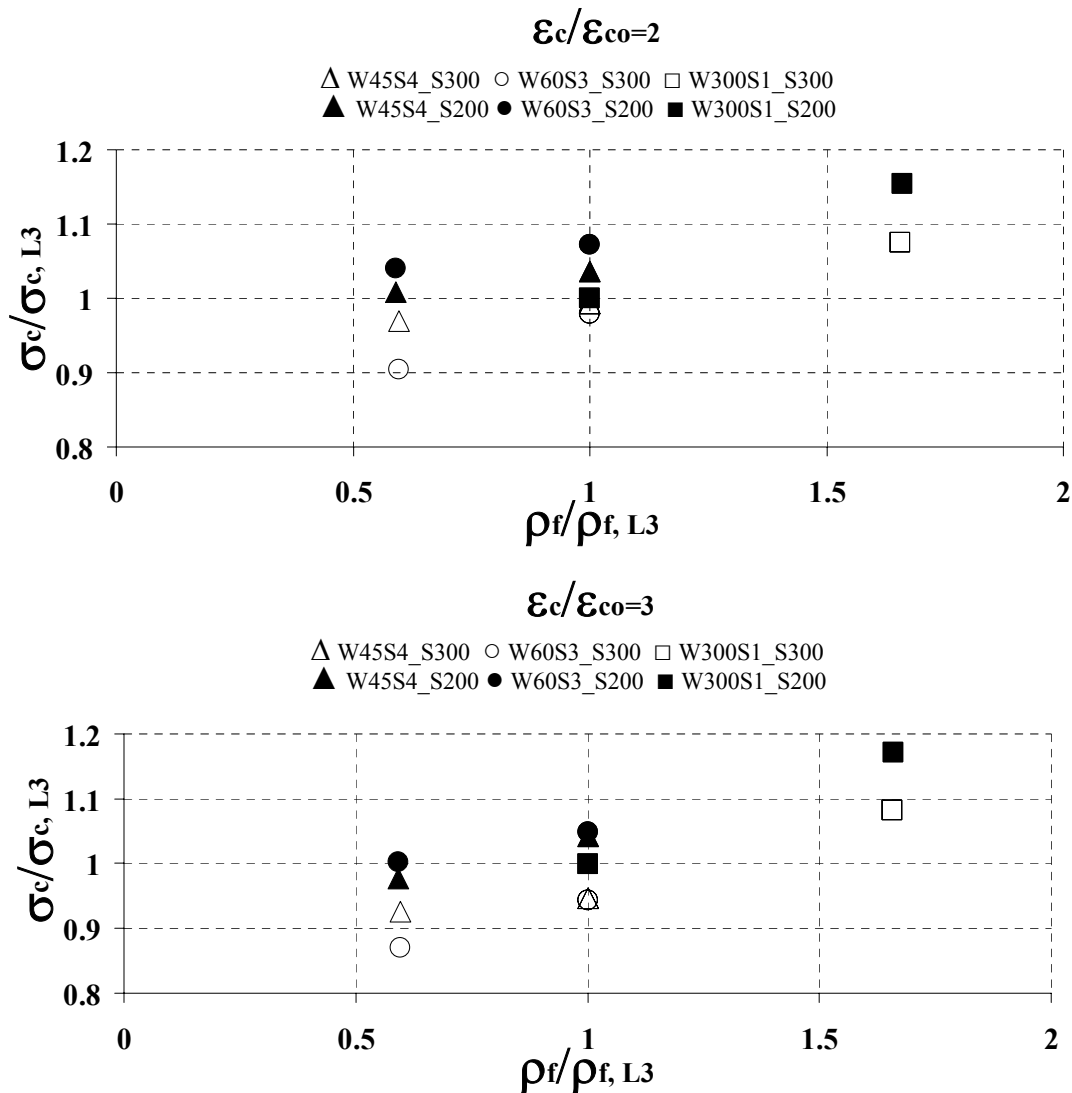 εc/εco=2
△ W45S4_S300 ○ W60S3_S300 □ W300S1_S300
▲ W45S4_S200 ● W60S3_S200 ■ W300S1_S200
1.2
1.1
1
0.9
0.8
σc/σc, L3
0 0.5 1 1.5 2
ρf/ρf, L3
εc/εco=3
△ W45S4_S300 ○ W60S3_S300 □ W300S1_S300
▲ W45S4_S200 ● W60S3_S200 ■ W300S1_S200
1.2
1.1
1
0.9
0.8
σc/σc, L3
0 0.5 1 1.5 2
ρf/ρf, L3